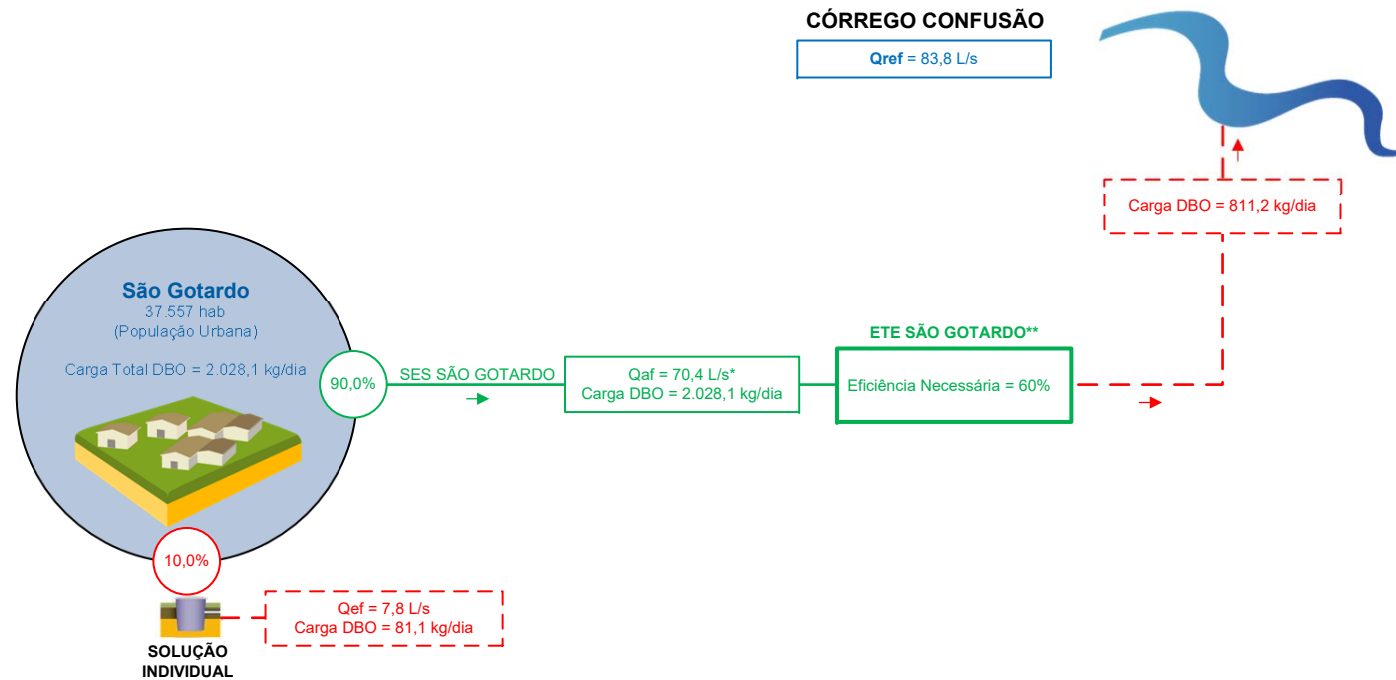 CÓRREGO CONFUSÃO
Qref = 83,8 L/s
Carga DBO = 811,2 kg/dia
São Gotardo
37.557 hab
(População Urbana)
Carga Total DBO = 2.028,1 kg/dia
90,0%
SES SÃO GOTARDO
Qaf = 70,4 L/s*
Carga DBO = 2.028,1 kg/dia
ETE SÃO GOTARDO**
Eficiência Necessária = 60%
10,0%
Qef = 7,8 L/s
Carga DBO = 81,1 kg/dia
SOLUÇÃO
INDIVIDUAL